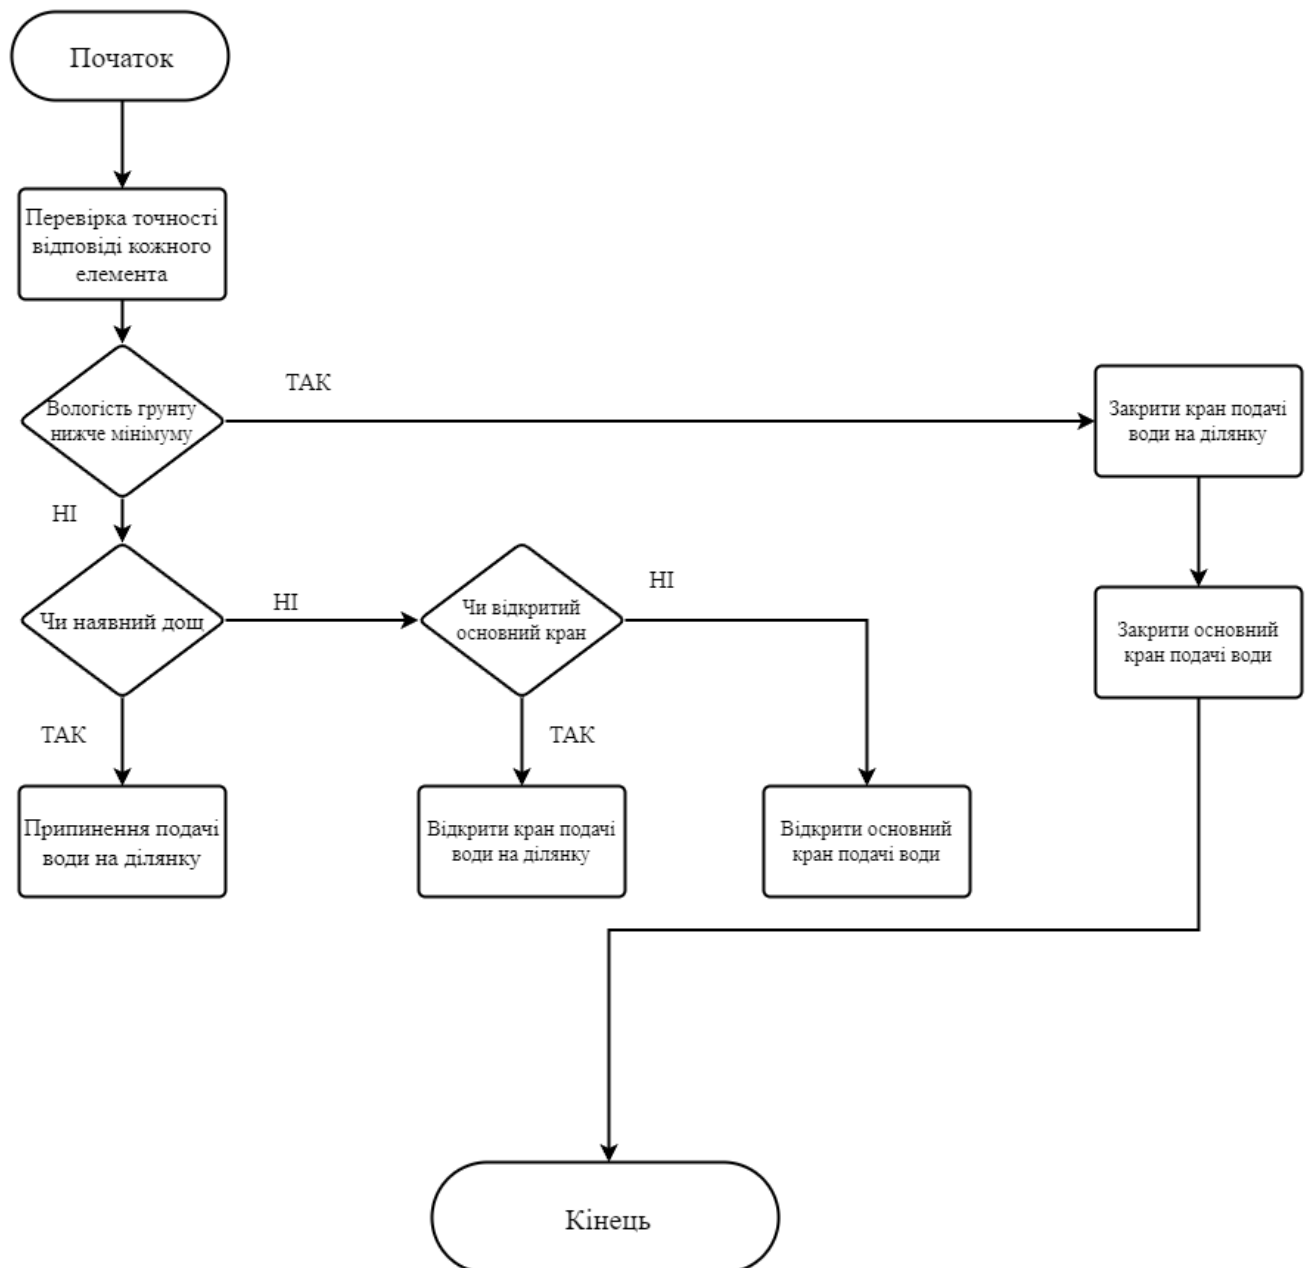 Початок
Перевірка точності
відповіді кожного
елемента
Вологість грунту
нижче мінімуму
ТАК
Закрити кран подачі
води на ділянку
НІ
Чи наявний дощ
НІ
Чи відкритий
основний кран
НІ
Закрити основний
кран подачі води
ТАК
ТАК
Припинення подачі
води на ділянку
Відкрити кран подачі
води на ділянку
Відкрити основний
кран подачі води
Кінець